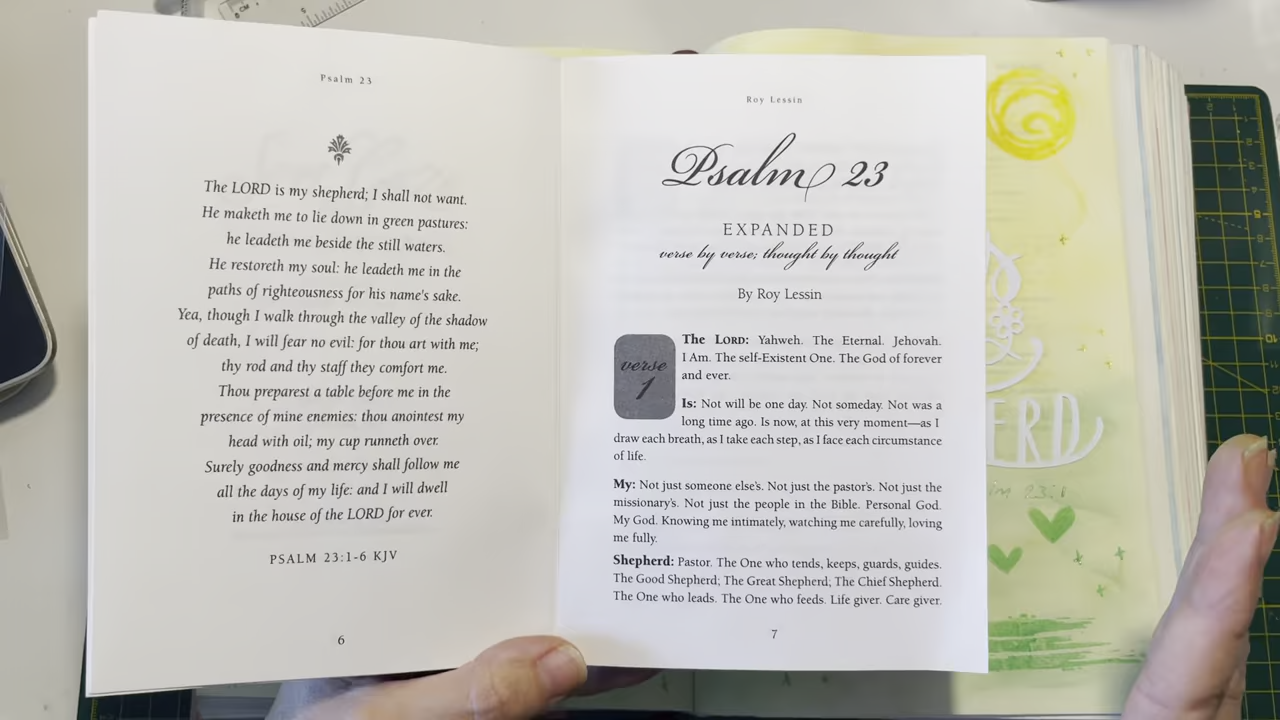 Psalm 23
The LORD is my shepherd; I shall not want.
He maketh me to lie down in green pastures:
he leadeth me beside the still waters.
He restoreth my soul: he leadeth me in the
paths of righteousness for his name's sake.
Yea, though I walk through the valley of the shadow
of death, I will fear no evil: for thou art with me;
thy rod and thy staff they comfort me.
Thou preparest a table before me in the
presence of mine enemies: thou anointest my
head with oil; my cup runneth over.
Surely goodness and mercy shall follow me
all the days of my life: and I will dwell
in the house of the LORD for ever.
PSALM 23:1-6 KJV
6
Roy Lessin
Psalm 23
EXPANDED
verse by verse; thought by thought
By Roy Lessin
verse
1
The Lord: Yahweh. The Eternal. Jehovah.
I Am. The self-Existent One. The God of forever
and ever.
Is: Not will be one day. Not someday. Not was a
long time ago. Is now, at this very moment—as I
draw each breath, as I take each step, as I face each circumstance
of life.
My: Not just someone else's. Not just the pastor's. Not just the
missionary's. Not just the people in the Bible. Personal God.
My God. Knowing me intimately, watching me carefully, loving
me fully.
Shepherd: Pastor. The One who tends, keeps, guards, guides.
The Good Shepherd; The Great Shepherd; The Chief Shepherd.
The One who leads. The One who feeds. Life giver. Care giver.
7
ERD
23:1
CM